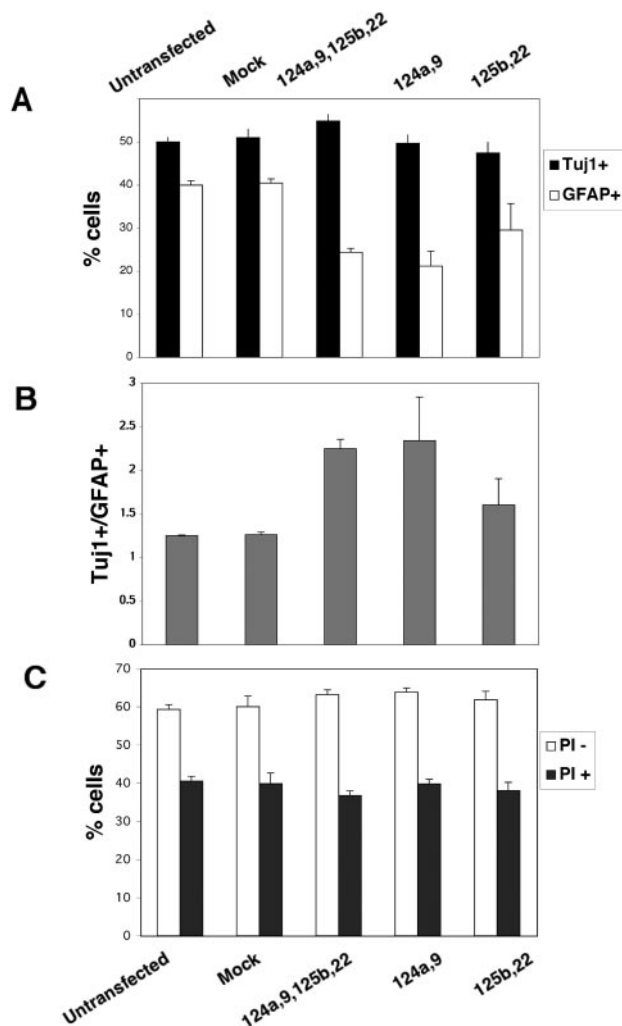 Untransfected
Mock
124a,9,125b,22
124a,9
125b,22
A
50
40
30
20
10
0
% cells
Tuj1+
GFAP+
B
3
2.5
2
1.5
1
0.5
0
Tuj1+/GFAP+
C
70
60
50
40
30
20
10
0
% cells
PI -
PI +
Untransfected
Mock
124a,9,125b,22
124a,9
125b,22